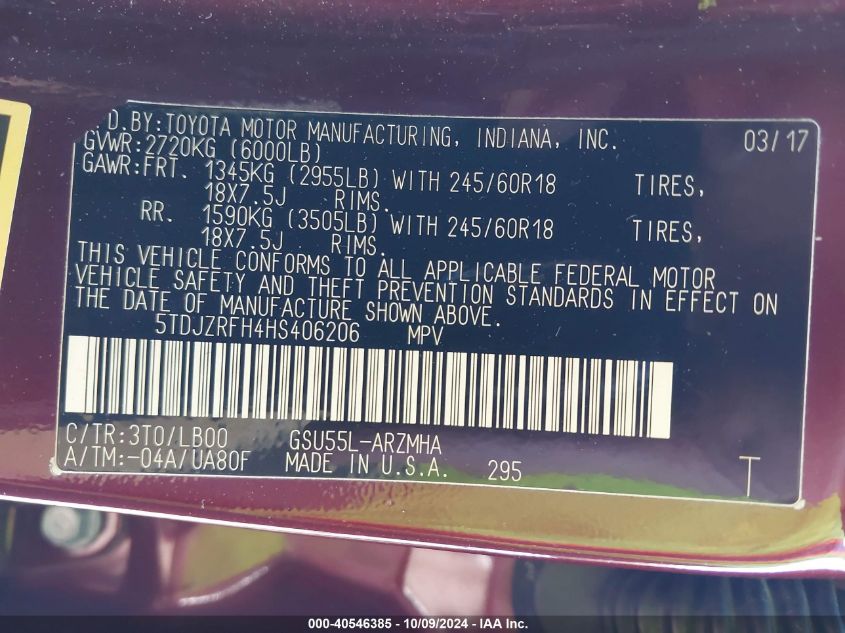 D.BY:TOYOTA MOTOR MANUFACTURING, INDIANA, INC. 03/17
GVWR:2720KG (6000LB)
GAWR:FRT. 1345KG (2955LB) WITH 245/60R18 TIRES,
18X7.5J RIMS.
RR. 1590KG (3505LB) WITH 245/60R18 TIRES,
18X7.5J RIMS.
THIS VEHICLE CONFORMS TO ALL APPLICABLE FEDERAL MOTOR
VEHICLE SAFETY AND THEFT PREVENTION STANDARDS IN EFFECT ON
THE DATE OF MANUFACTURE SHOWN ABOVE.
5TDJZRFH4HS406206 MPV
C/TR:3T0/LB00 GSU55L-ARZMHA
A/TM:-04A/UA80F MADE IN U.S.A. 295 T
000-40546385 - 10/09/2024 - IAA Inc.